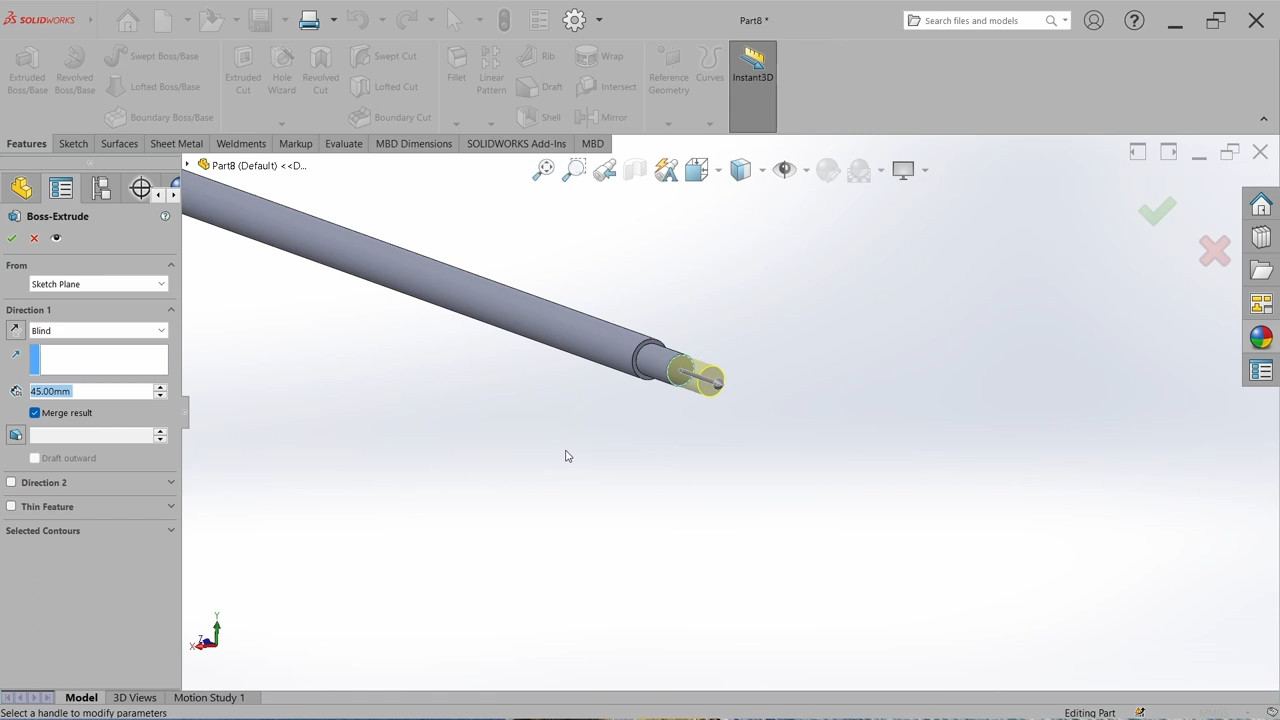 SOLIDWORKS
Part8 *
Search files and models
Extruded Boss/Base
Revolved Boss/Base
Swept Boss/Base
Lofted Boss/Base
Boundary Boss/Base
Extruded Cut
Hole Wizard
Revolved Cut
Swept Cut
Lofted Cut
Boundary Cut
Fillet
Linear Pattern
Rib
Draft
Shell
Wrap
Intersect
Mirror
Reference Geometry
Curves
Instant3D
Features
Sketch
Surfaces
Sheet Metal
Weldments
Markup
Evaluate
MBD Dimensions
SOLIDWORKS Add-Ins
MBD
Part8 (Default) <<D...
Boss-Extrude
From
Sketch Plane
Direction 1
Blind
45.00mm
Merge result
Draft outward
Direction 2
Thin Feature
Selected Contours
Y
Z
X
Model
3D Views
Motion Study 1
Select a handle to modify parameters
Editing Part
MMGS